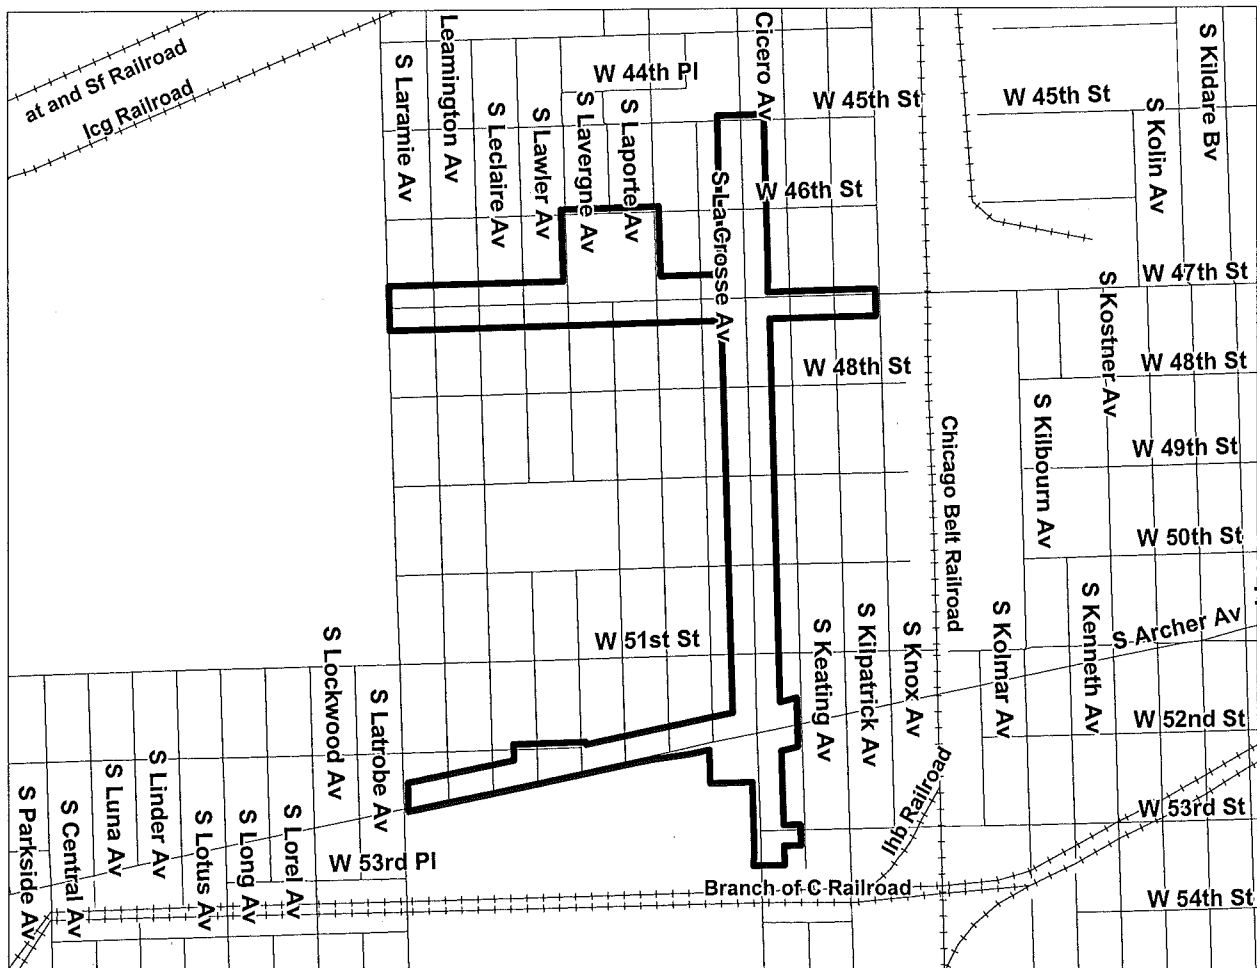 at and Sf Railroad
Icg Railroad
S Laramie Av
Leamington Av
S Leclaire Av
S Lawler Av
S Lavergne Av
S Laporte Av
W 44th Pl
Cicero Av
W 45th St
W 45th St
S Kolin Av
S Kildare Bv
S La Crosse Av
W 46th St
W 47th St
S Kostner Av
W 48th St
W 48th St
S Kilbourn Av
W 49th St
Chicago Belt Railroad
W 50th St
S Kenneth Av
S Archer Av
W 51st St
S Keating Av
S Kilpatrick Av
S Knox Av
S Kolmar Av
W 52nd St
S Lockwood Av
S Latrobe Av
S Parkside Av
S Central Av
S Luna Av
S Linder Av
S Lotus Av
S Long Av
S Lorel Av
W 53rd Pl
Ihb Railroad
W 53rd St
Branch of C Railroad
W 54th St